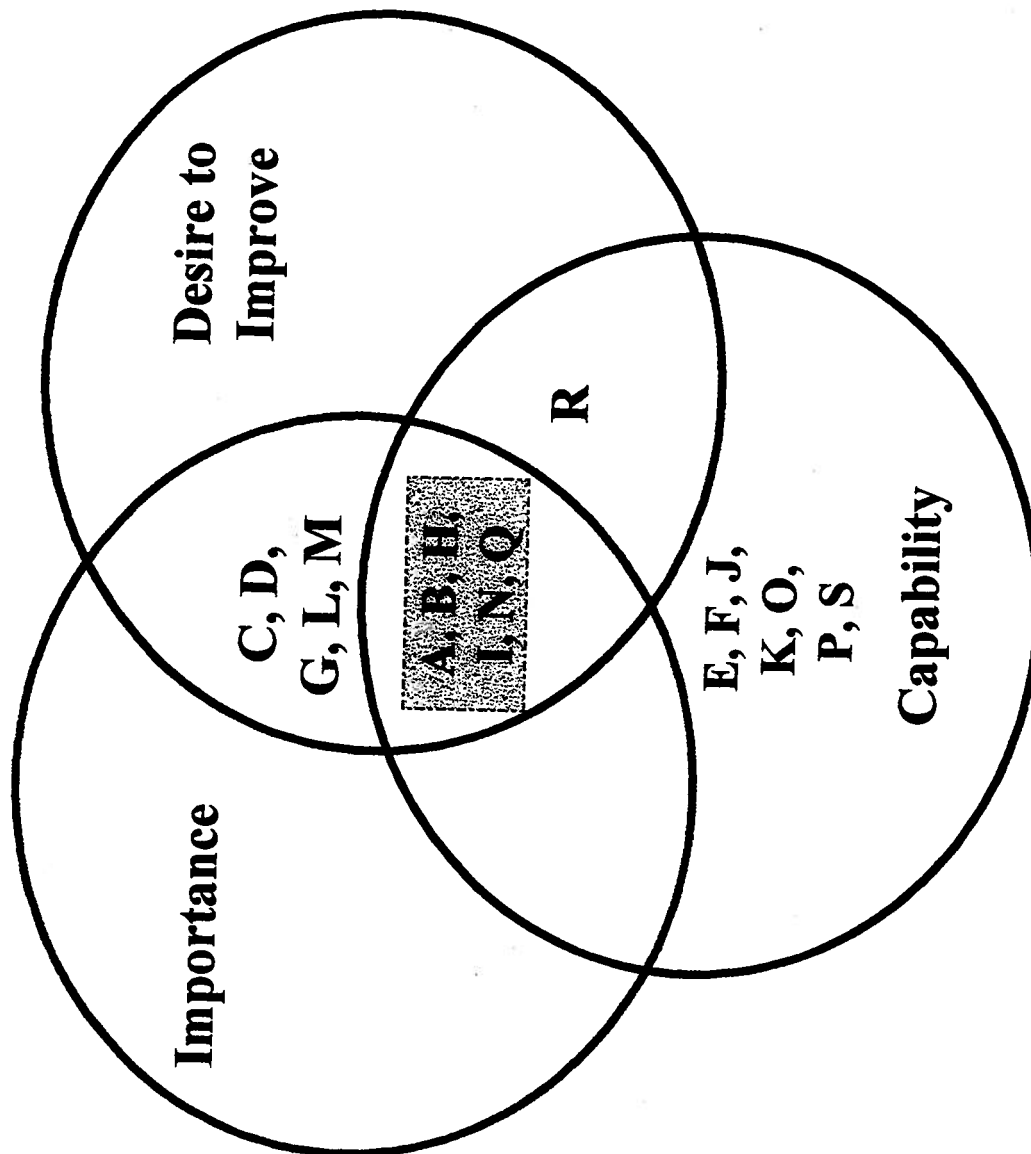 Importance
Desire to
Improve
C, D,
G, L, M
A, B, H,
I, N, Q
R
E, F, J,
K, O,
P, S
Capability